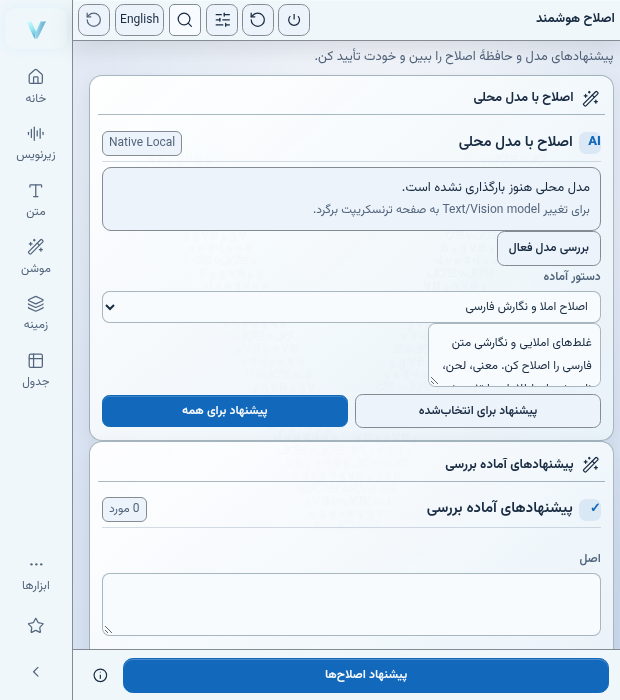 اصلاح هوشمند
English
پیشنهادهای مدل و حافظهٔ اصلاح را ببین و خودت تأیید کن.
خانه
زیرنویس
متن
موشن
زمینه
جدول
ابزارها
اصلاح با مدل محلی
AI اصلاح با مدل محلی
Native Local
مدل محلی هنوز بارگذاری نشده است.
برای تغییر Text/Vision model به صفحه ترنسکریپت برگرد.
بررسی مدل فعال
دستور آماده
اصلاح املا و نگارش فارسی
غلط‌های املایی و نگارشی متن
فارسی را اصلاح کن. معنی، لحن،
پیشنهاد برای انتخاب‌شده
پیشنهاد برای همه
پیشنهادهای آماده بررسی
✓ پیشنهادهای آماده بررسی
0 مورد
اصل
پیشنهاد اصلاح‌ها